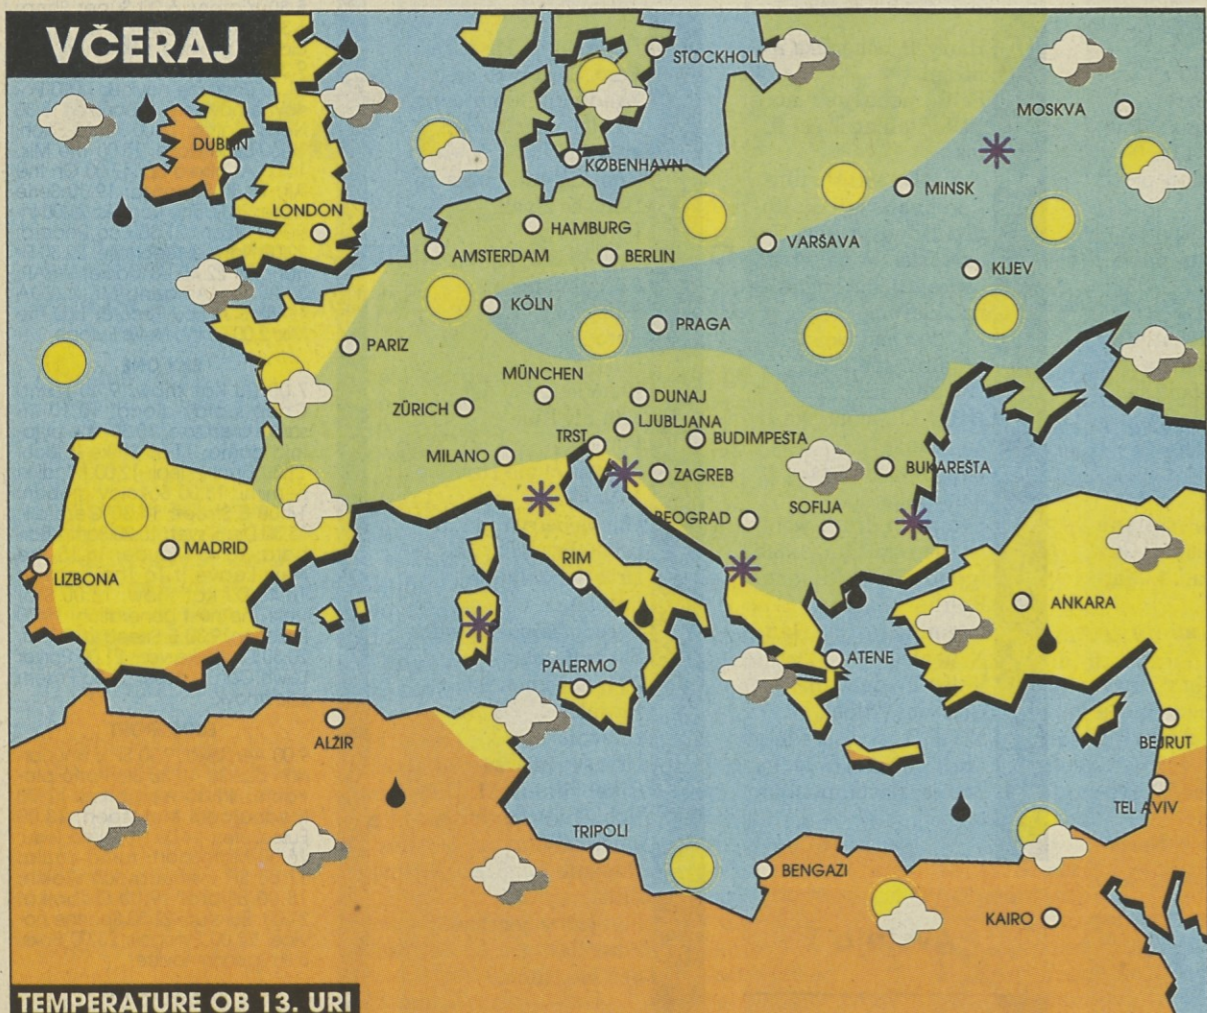 VČERAJ
STOCKHOLM
MOSKVA
DUBLIN
KØBENHAVN
MINSK
LONDON
HAMBURG
AMSTERDAM
BERLIN
VARŠAVA
KIJEV
KÖLN
PRAGA
PARIZ
MÜNCHEN
ZÜRICH
DUNAJ
LJUBLJANA
TRST
BUDIMPEŠTA
MILANO
ZAGREB
BUKAREŠTA
BEOGRAD
SOFIJA
MADRID
LIZBONA
RIM
ANKARA
PALERMO
ATENE
ALŽIR
BEJRUT
TEL AVIV
TRIPOLI
BENGAZI
KAIRO
TEMPERATURE OB 13. URI